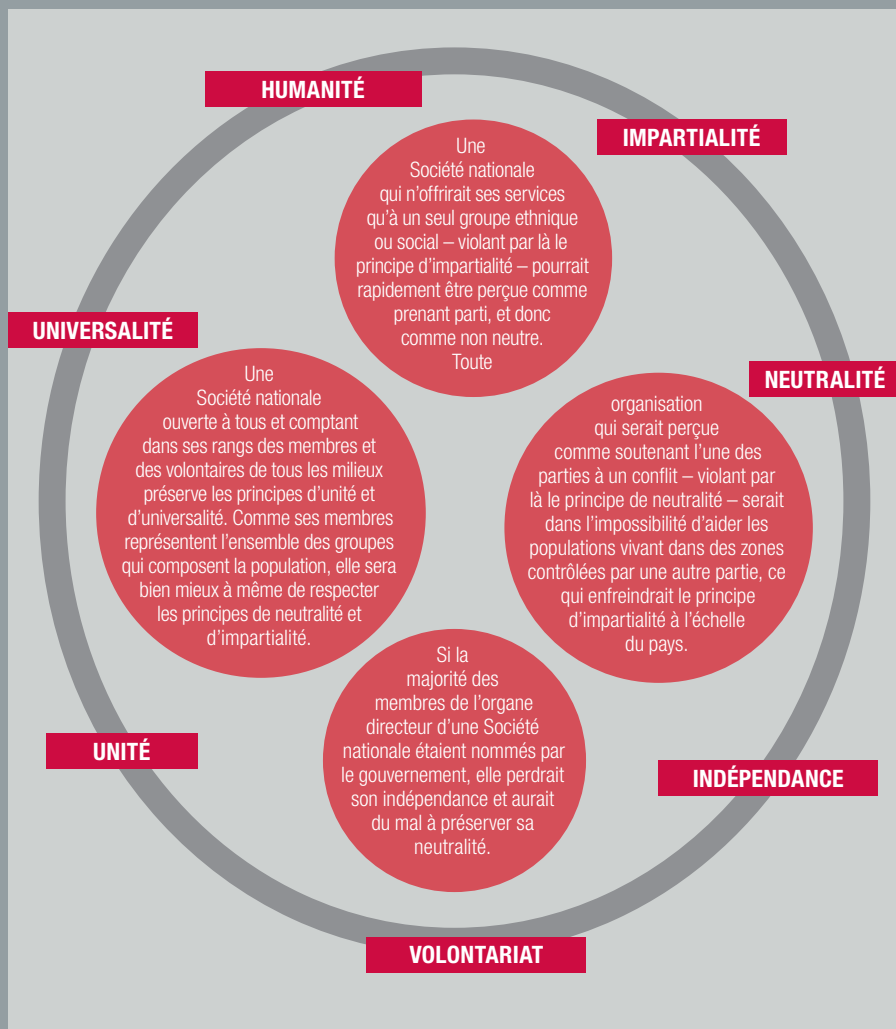 HUMANITÉ
IMPARTIALITÉ
Une
Société nationale
qui n’offrirait ses services
qu’à un seul groupe ethnique
ou social – violant par là le
principe d’impartialité – pourrait
rapidement être perçue comme
prenant parti, et donc
comme non neutre.
Toute
UNIVERSALITÉ
NEUTRALITÉ
Une
Société nationale
ouverte à tous et comptant
dans ses rangs des membres et
des volontaires de tous les milieux
préserve les principes d’unité et
d’universalité. Comme ses membres
représentent l’ensemble des groupes
qui composent la population, elle sera
bien mieux à même de respecter
les principes de neutralité et
d’impartialité.
organisation
qui serait perçue
comme soutenant l’une des
parties à un conflit – violant par
là le principe de neutralité – serait
dans l’impossibilité d’aider les
populations vivant dans des zones
contrôlées par une autre partie, ce
qui enfreindrait le principe
d’impartialité à l’échelle
du pays.
Si la
majorité des
membres de l’organe
directeur d’une Société
nationale étaient nommés par
le gouvernement, elle perdrait
son indépendance et aurait
du mal à préserver sa
neutralité.
UNITÉ
INDÉPENDANCE
VOLONTARIAT